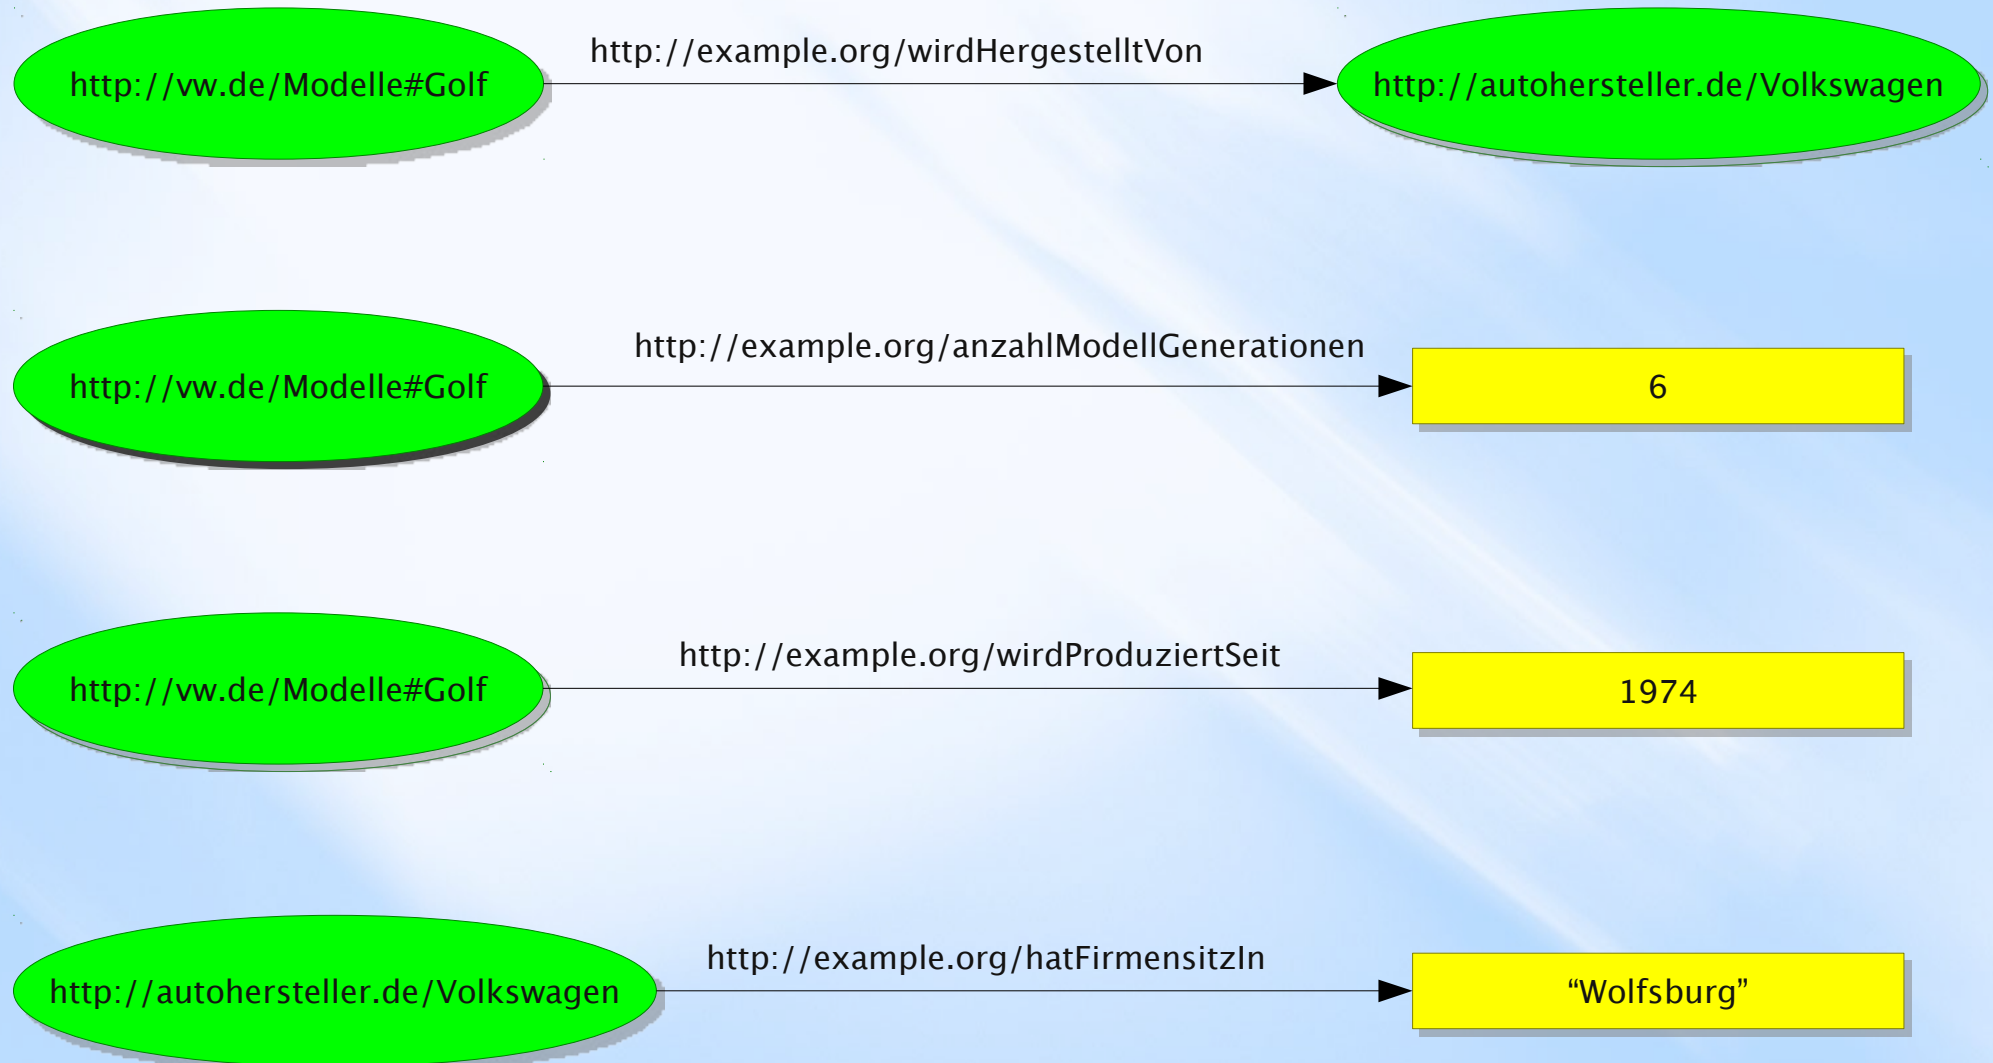 http://vw.de/Modelle#Golf
http://example.org/wirdHergestelltVon
http://autohersteller.de/Volkswagen
http://vw.de/Modelle#Golf
http://example.org/anzahlModellGenerationen
6
http://vw.de/Modelle#Golf
http://example.org/wirdProduziertSeit
1974
http://autohersteller.de/Volkswagen
http://example.org/hatFirmensitzIn
“Wolfsburg”